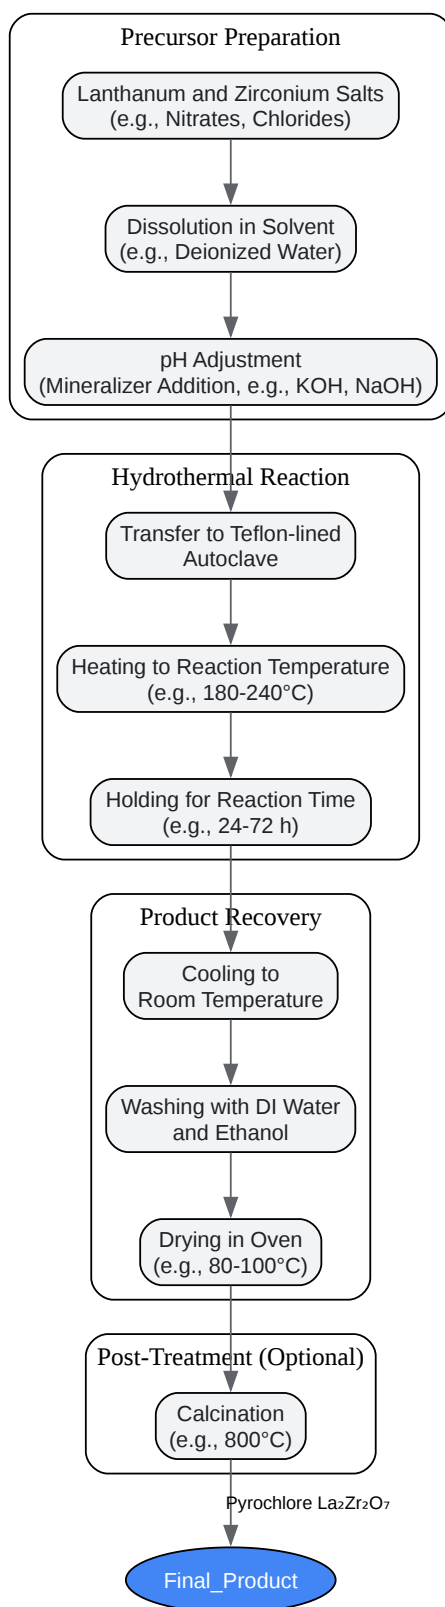 Precursor Preparation
Lanthanum and Zirconium Salts
(e.g., Nitrates, Chlorides)
Dissolution in Solvent
(e.g., Deionized Water)
pH Adjustment
(Mineralizer Addition, e.g., KOH, NaOH)
Hydrothermal Reaction
Transfer to Teflon-lined
Autoclave
Heating to Reaction Temperature
(e.g., 180-240°C)
Holding for Reaction Time
(e.g., 24-72 h)
Product Recovery
Cooling to
Room Temperature
Washing with DI Water
and Ethanol
Drying in Oven
(e.g., 80-100°C)
Post-Treatment (Optional)
Calcination
(e.g., 800°C)
Pyrochlore La₂Zr₂O₇
Final_Product